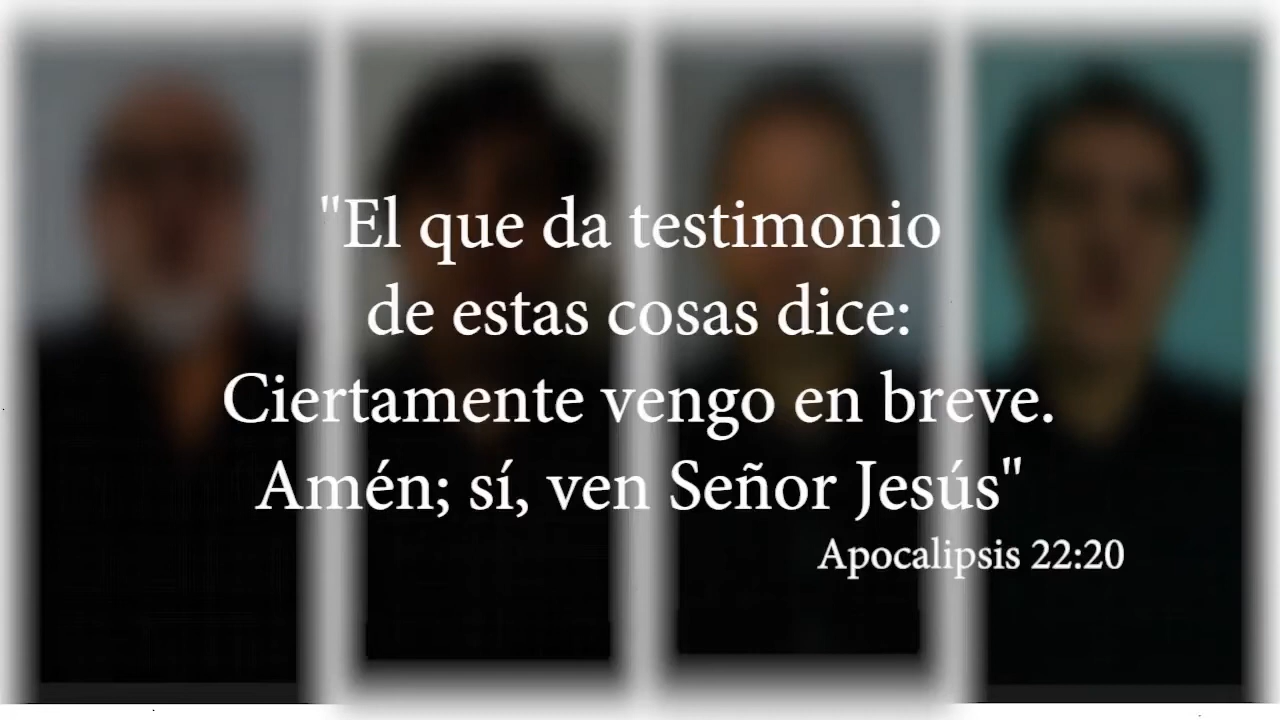 "El que da testimonio
de estas cosas dice:
Ciertamente vengo en breve.
Amén; sí, ven Señor Jesús"
Apocalipsis 22:20